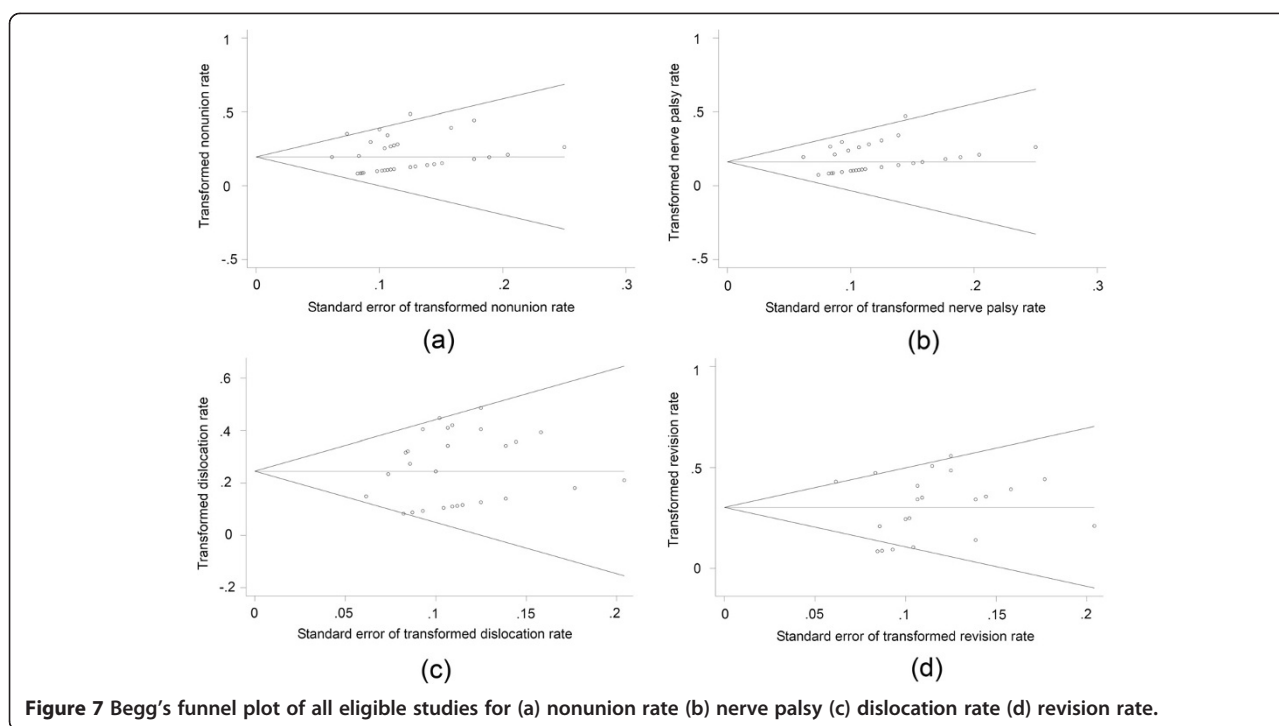 1
.5
0
-.5
Transformed nonunion rate
0 .1 .2 .3
Standard error of transformed nonunion rate
(a)
1
.5
0
-.5
Transformed nerve palsy rate
0 .1 .2 .3
Standard error of transformed nerve palsy rate
(b)
.6
.4
.2
0
-.2
Transformed dislocation rate
0 .05 .1 .15 .2
Standard error of transformed dislocation rate
(c)
1
.5
0
Transformed revision rate
0 .05 .1 .15 .2
Standard error of transformed revision rate
(d)
Figure 7 Begg's funnel plot of all eligible studies for (a) nonunion rate (b) nerve palsy (c) dislocation rate (d) revision rate.